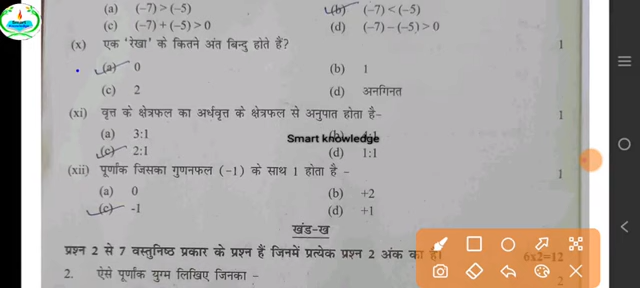 (a) (−7) > (−5) (b) (−7) < (−5)
(c) (−7) + (−5) > 0 (d) (−7) − (−5) > 0
(x) एक 'रेखा' के कितने अंत बिन्दु होते हैं? 1
(a) 0 (b) 1
(c) 2 (d) अनगिनत
(xi) वृत्त के क्षेत्रफल का अर्धवृत्त के क्षेत्रफल से अनुपात होता है- 1
(a) 3:1 (b)
Smart knowledge
(c) 2:1 (d) 1:1
(xii) पूर्णांक जिसका गुणनफल (−1) के साथ 1 होता है - 1
(a) 0 (b) +2
(c) -1 (d) +1
खंड-ख
प्रश्न 2 से 7 वस्तुनिष्ठ प्रकार के प्रश्न हैं जिनमें प्रत्येक प्रश्न 2 अंक का है। 6x2=12
2. ऐसे पूर्णांक युग्म लिखिए जिनका - 2